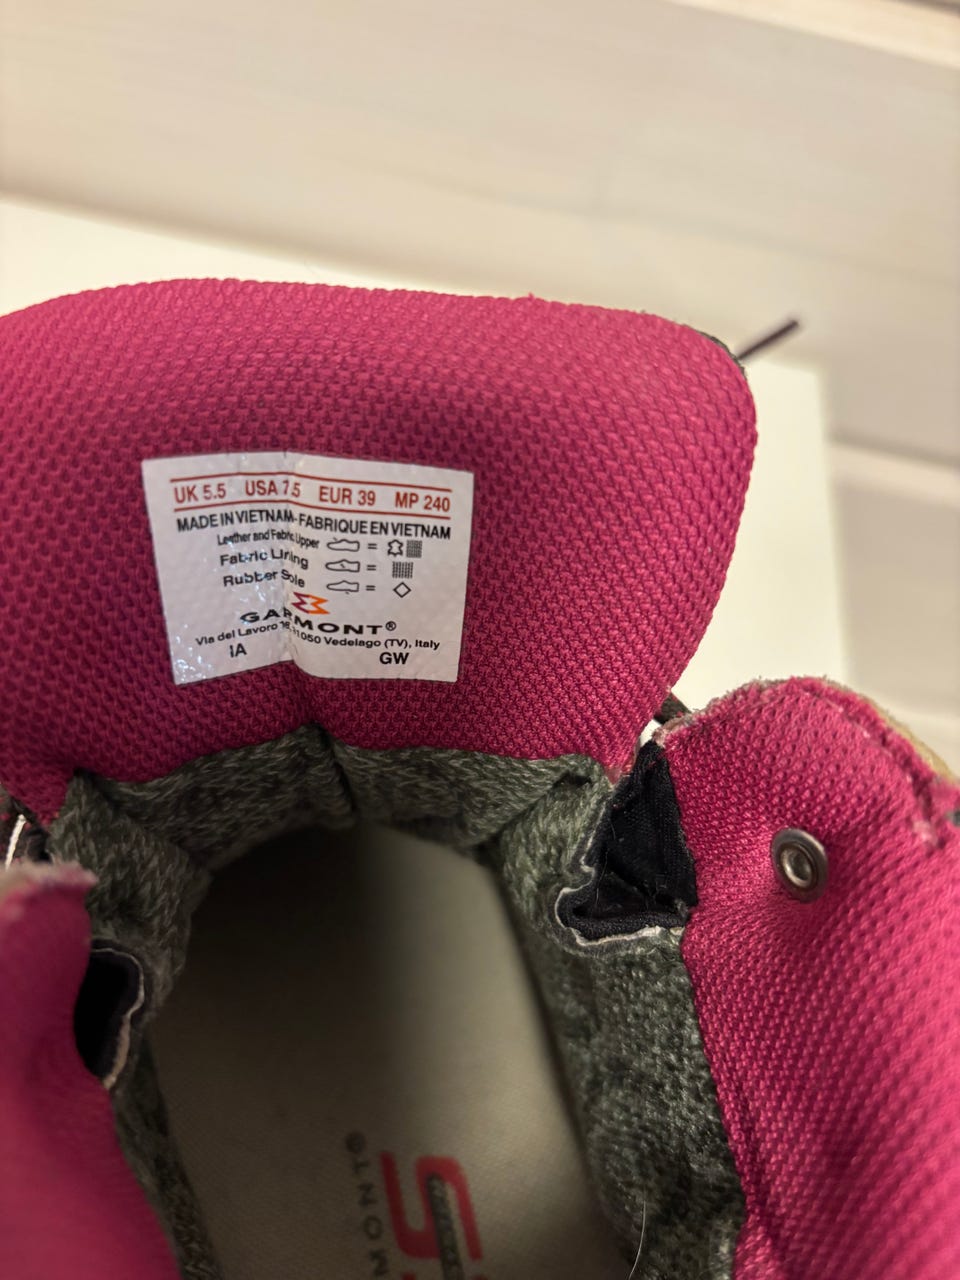 UK 5.5 USA 7.5 EUR 39 MP 240
MADE IN VIETNAM-FABRIQUE EN VIETNAM
Leather and Fabric Upper
Fabric Lining
Rubber Sole
GARMONT®
Via del Lavoro 31050 Vedelago (TV), Italy
IA GW
MONT®